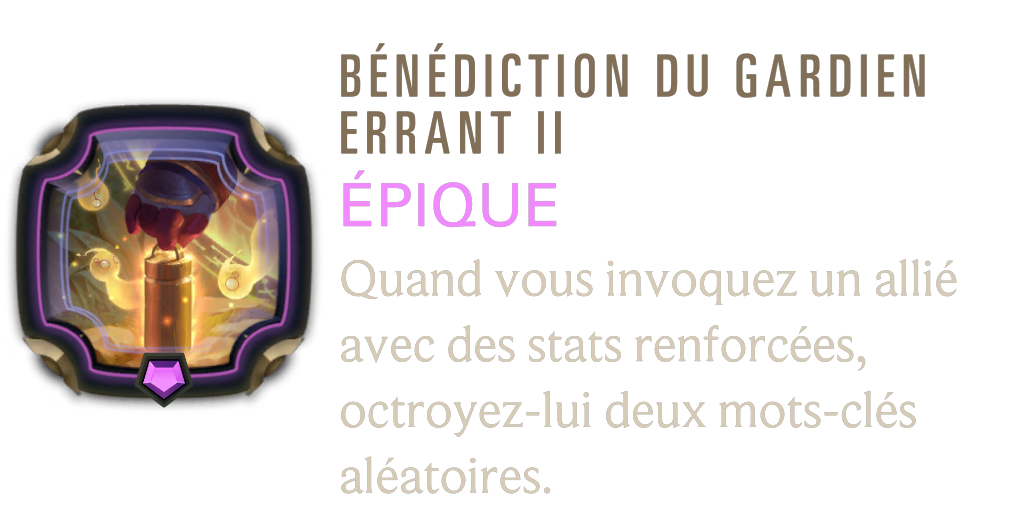 BÉNÉDICTION DU GARDIEN
ERRANT II
ÉPIQUE
Quand vous invoquez un allié
avec des stats renforcées,
octroyez-lui deux mots-clés
aléatoires.